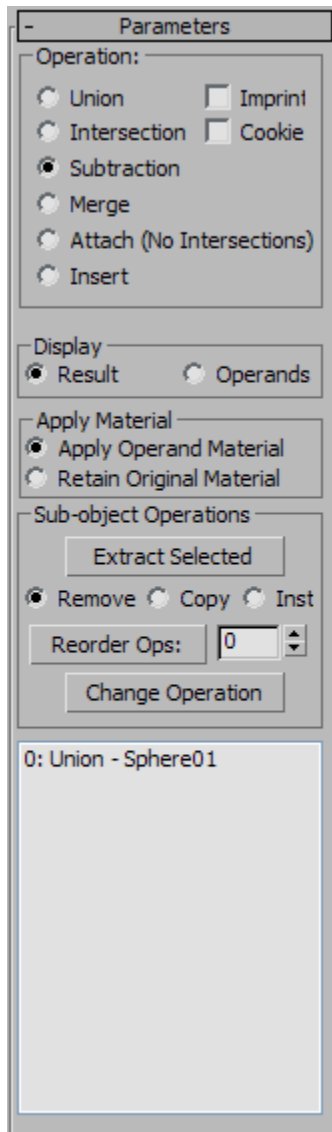 - Parameters
Operation:
Union Imprint
Intersection Cookie
Subtraction
Merge
Attach (No Intersections)
Insert
Display
Result Operands
Apply Material
Apply Operand Material
Retain Original Material
Sub-object Operations
Extract Selected
Remove Copy Inst
Reorder Ops: 0
Change Operation
0: Union - Sphere01